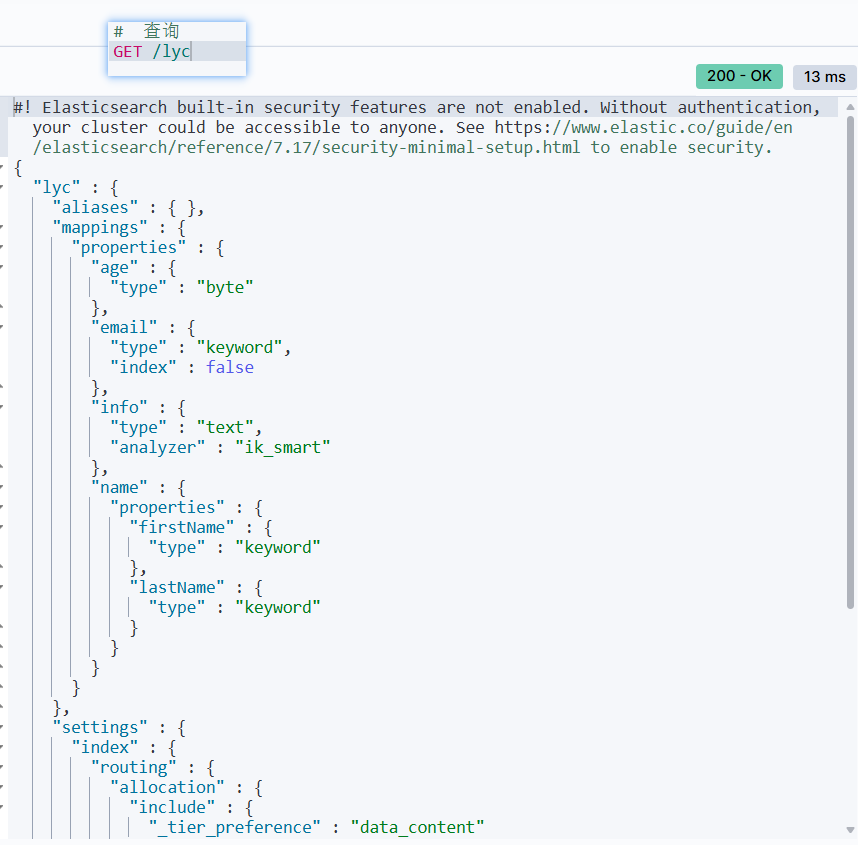 #  查询
GET /lyc
200 - OK
13 ms
#! Elasticsearch built-in security features are not enabled. Without authentication,
your cluster could be accessible to anyone. See https://www.elastic.co/guide/en
/elasticsearch/reference/7.17/security-minimal-setup.html to enable security.
{
  "lyc" : {
    "aliases" : { },
    "mappings" : {
      "properties" : {
        "age" : {
          "type" : "byte"
        },
        "email" : {
          "type" : "keyword",
          "index" : false
        },
        "info" : {
          "type" : "text",
          "analyzer" : "ik_smart"
        },
        "name" : {
          "properties" : {
            "firstName" : {
              "type" : "keyword"
            },
            "lastName" : {
              "type" : "keyword"
            }
          }
        }
      }
    },
    "settings" : {
      "index" : {
        "routing" : {
          "allocation" : {
            "include" : {
              "_tier_preference" : "data_content"